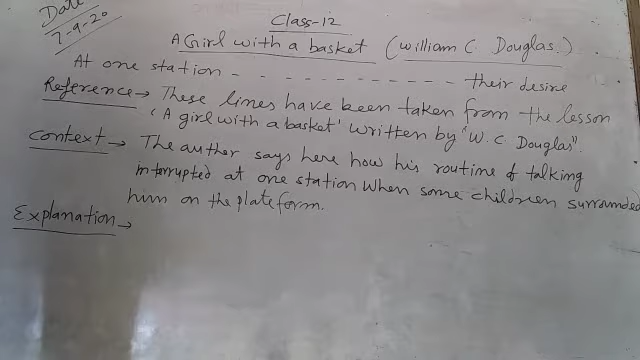 Date
7-9-20
Class-12
A Girl with a basket (William C. Douglas.)
At one station - - - - - - - - - - - - - their desire
Reference → These lines have been taken from the lesson
'A girl with a basket' written by "W. C Douglas".
Context → The auther says here how his routine of talking
interrupted at one station when some children surrounded
him on the plateform.
Explanation →